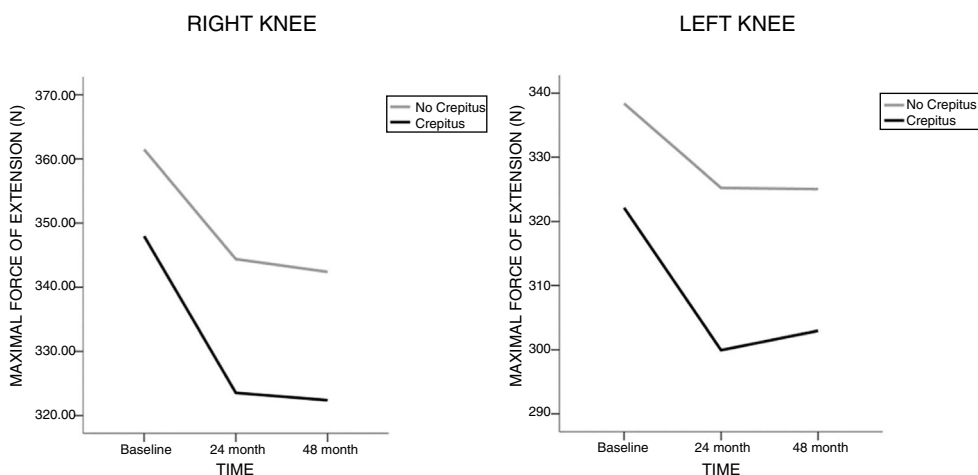 RIGHT KNEE
MAXIMAL FORCE OF EXTENSION (N)
370.00
360.00
350.00
340.00
330.00
320.00
Baseline
24 month
48 month
TIME
No Crepitus
Crepitus
LEFT KNEE
MAXIMAL FORCE OF EXTENSION (N)
340
330
320
310
300
290
Baseline
24 month
48 month
TIME
No Crepitus
Crepitus